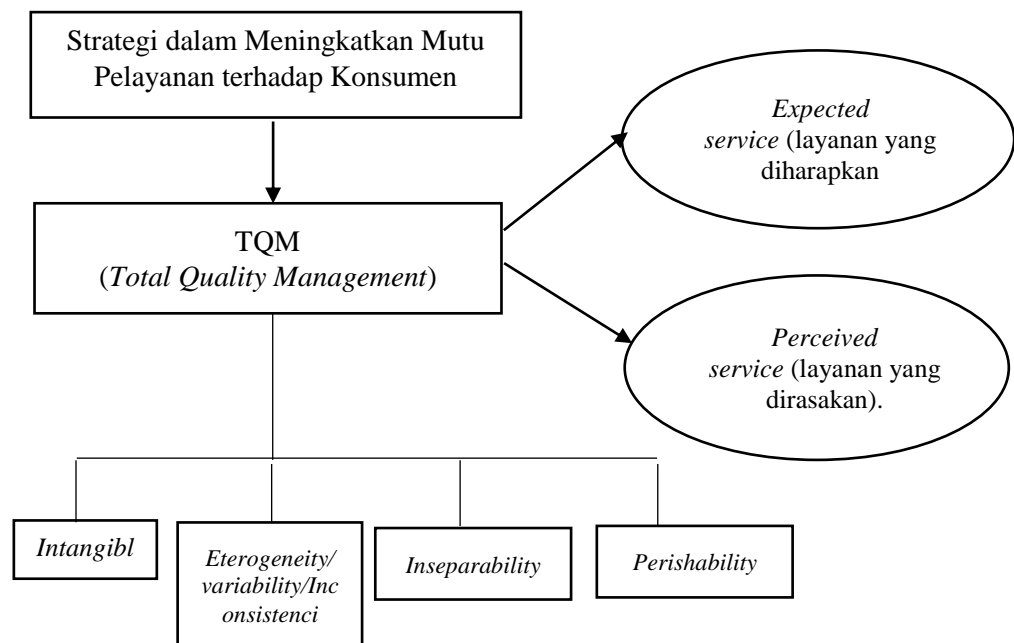 Strategi dalam Meningkatkan Mutu
Pelayanan terhadap Konsumen
Expected
service (layanan yang
diharapkan
TQM
(Total Quality Management)
Perceived
service (layanan yang
dirasakan).
Intangibl
Eterogeneity/
variability/Inc
onsistenci
Inseparability
Perishability